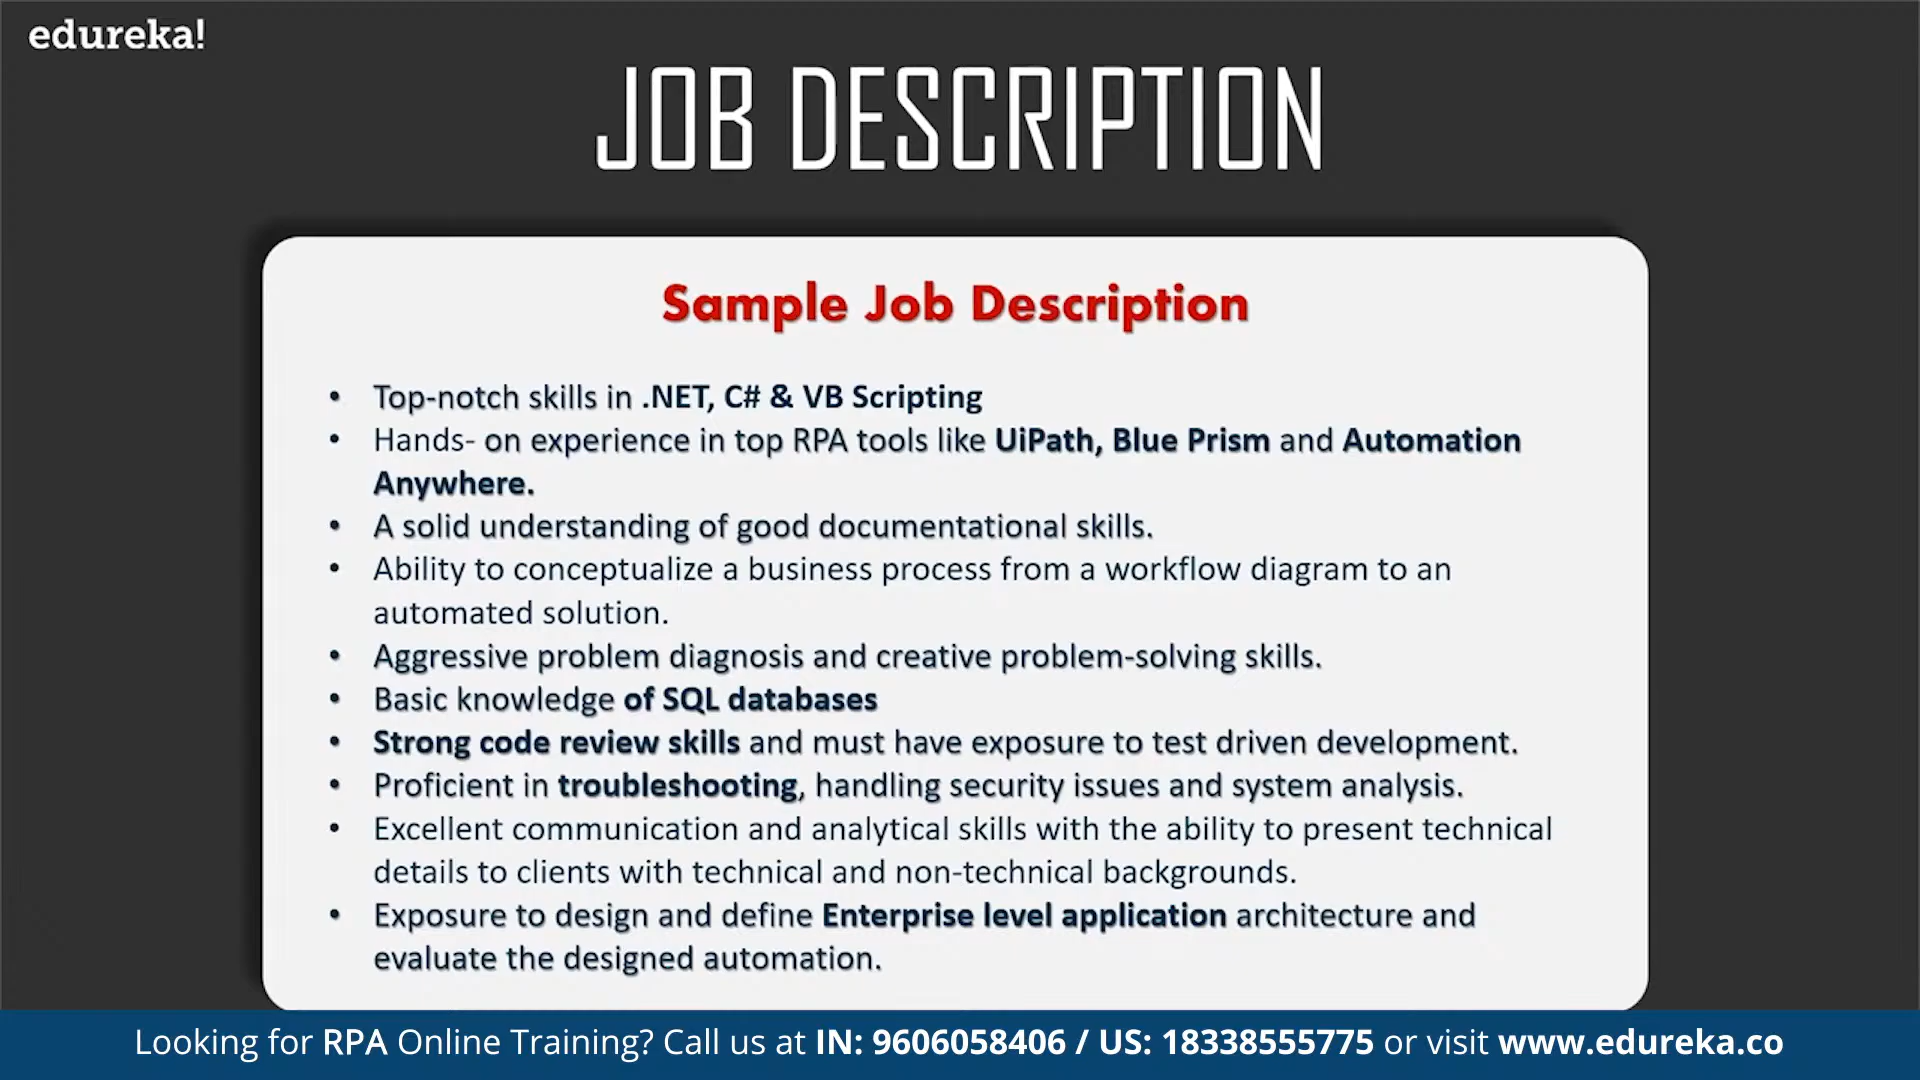 edureka!
JOB DESCRIPTION
Sample Job Description
• Top-notch skills in .NET, C# & VB Scripting
• Hands- on experience in top RPA tools like UiPath, Blue Prism and Automation
Anywhere.
• A solid understanding of good documentational skills.
• Ability to conceptualize a business process from a workflow diagram to an
automated solution.
• Aggressive problem diagnosis and creative problem-solving skills.
• Basic knowledge of SQL databases
• Strong code review skills and must have exposure to test driven development.
• Proficient in troubleshooting, handling security issues and system analysis.
• Excellent communication and analytical skills with the ability to present technical
details to clients with technical and non-technical backgrounds.
• Exposure to design and define Enterprise level application architecture and
evaluate the designed automation.
Looking for RPA Online Training? Call us at IN: 9606058406 / US: 18338555775 or visit www.edureka.co